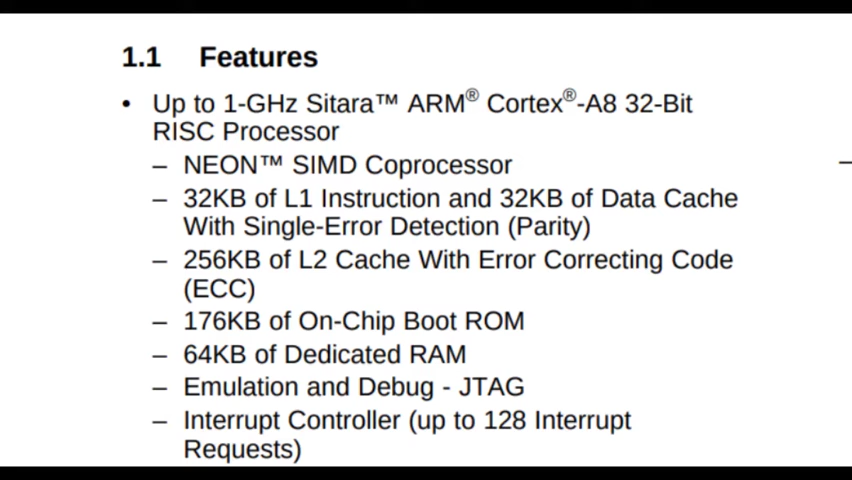 1.1 Features
• Up to 1-GHz Sitara™ ARM® Cortex®-A8 32-Bit
RISC Processor
– NEON™ SIMD Coprocessor
– 32KB of L1 Instruction and 32KB of Data Cache
With Single-Error Detection (Parity)
– 256KB of L2 Cache With Error Correcting Code
(ECC)
– 176KB of On-Chip Boot ROM
– 64KB of Dedicated RAM
– Emulation and Debug - JTAG
– Interrupt Controller (up to 128 Interrupt
Requests)